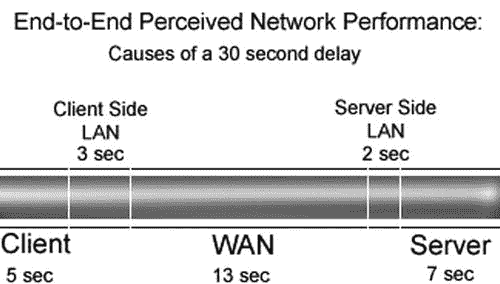 End-to-End Perceived Network Performance:
Causes of a 30 second delay
Client Side
LAN
3 sec
Server Side
LAN
2 sec
Client
5 sec
WAN
13 sec
Server
7 sec